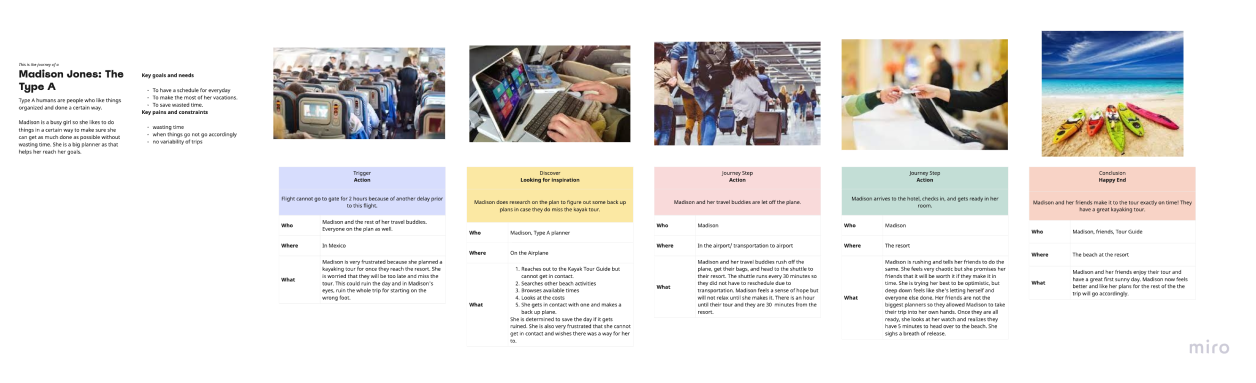 This is the journey of a
Madison Jones: The
Type A
Type A humans are people who like things
organized and done a certain way.
Madison is a busy girl so she likes to do
things in a certain way to make sure she
can get as much done as possible without
wasting time. She is a big planner as that
helps her reach her goals.
Key goals and needs
- To have a schedule for everyday
- To make the most of her vacations.
- To save wasted time.
Key pains and constraints
- wasting time
- when things go not go accordingly
- no variability of trips
Trigger
Action
Flight cannot go to gate for 2 hours because of another delay prior
to this flight.
Who
Madison and the rest of her travel buddies.
Everyone on the plane as well.
Where
In Mexico
What
Madison is very frustrated because she planned a
kayaking tour for once they reach the resort. She
is worried that they will be too late and miss the
tour. This could ruin the day and in Madison's
eyes, ruin the whole trip for starting on the
wrong foot.
Discover
Looking for inspiration
Madison does research on the plan to figure out some back up
plans in case they do miss the kayak tour.
Who
Madison, Type A planner
Where
On the Airplane
What
1. Reaches out to the Kayak Tour Guide but
cannot get in contact.
2. Searches other beach activities
3. Browses available times
4. Looks at the costs
5. She gets in contact with one and makes a
back up plane.
She is determined to save the day if it gets
ruined. She is also very frustrated that she cannot
get in contact and wishes there was a way for her
to.
Journey Step
Action
Madison and her travel buddies are let off the plane.
Who
Madison
Where
In the airport/ transportation to airport
What
Madison and her travel buddies rush off the
plane, get their bags, and head to the shuttle to
their resort. The shuttle runs every 30 minutes so
they did not have to reschedule due to
transportation. Madison feels a sense of hope but
will not relax until she makes it. There is an hour
until their tour and they are 30 minutes from the
resort.
Journey Step
Action
Madison arrives to the hotel, checks in, and gets ready in her
room.
Who
Madison
Where
The resort
What
Madison is rushing and tells her friends to do the
same. She feels very chaotic but she promises her
friends that it will be worth it if they make it in
time. She is trying her best to be optimistic, but
deep down feels like she's letting herself and
everyone else done. Her friends are not the
biggest planners so they allowed Madison to take
their trip into her own hands. Once they are all
ready, she looks at her watch and realizes they
have 5 minutes to head over to the beach. She
sighs a breath of release.
Conclusion
Happy End
Madison and her friends make it to the tour exactly on time! They
have a great kayaking tour.
Who
Madison, friends, Tour Guide
Where
The beach at the resort
What
Madison and her friends enjoy their tour and
have a great first sunny day. Madison now feels
better and like her plans for the rest of the the
trip will go accordingly.
miro